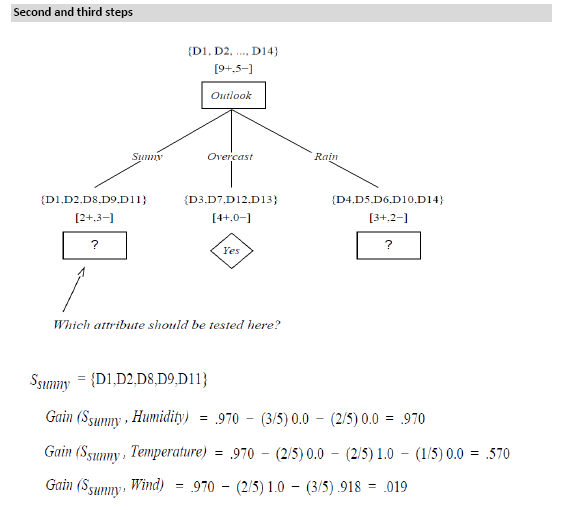 Second and third steps
{D1, D2, ..., D14}
[9+,5−]
Outlook
Sunny Overcast Rain
{D1,D2,D8,D9,D11} {D3,D7,D12,D13} {D4,D5,D6,D10,D14}
[2+,3−] [4+,0−] [3+,2−]
? Yes ?
Which attribute should be tested here?
Ssunny = {D1,D2,D8,D9,D11}
Gain (Ssunny , Humidity) = .970 − (3/5) 0.0 − (2/5) 0.0 = .970
Gain (Ssunny , Temperature) = .970 − (2/5) 0.0 − (2/5) 1.0 − (1/5) 0.0 = .570
Gain (Ssunny, Wind) = .970 − (2/5) 1.0 − (3/5) .918 = .019